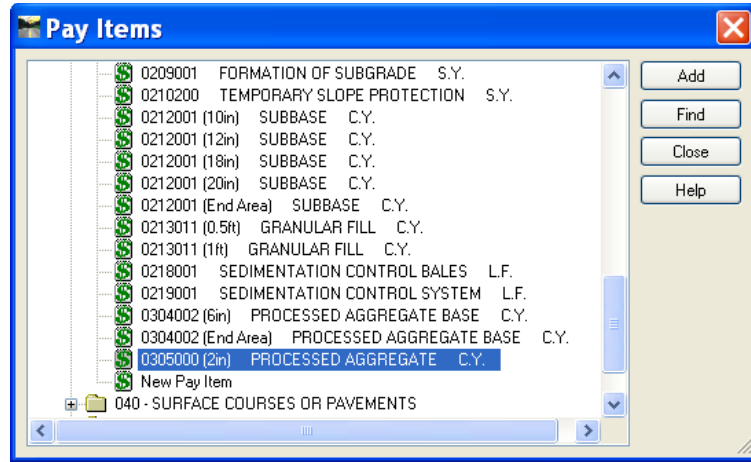 Pay Items
0209001 FORMATION OF SUBGRADE S.Y.
0210200 TEMPORARY SLOPE PROTECTION S.Y.
0212001 (10in) SUBBASE C.Y.
0212001 (12in) SUBBASE C.Y.
0212001 (18in) SUBBASE C.Y.
0212001 (20in) SUBBASE C.Y.
0212001 (End Area) SUBBASE C.Y.
0213011 (0.5ft) GRANULAR FILL C.Y.
0213011 (1ft) GRANULAR FILL C.Y.
0218001 SEDIMENTATION CONTROL BALES L.F.
0219001 SEDIMENTATION CONTROL SYSTEM L.F.
0304002 (6in) PROCESSED AGGREGATE BASE C.Y.
0304002 (End Area) PROCESSED AGGREGATE BASE C.Y.
0305000 (2in) PROCESSED AGGREGATE C.Y.
New Pay Item
040 - SURFACE COURSES OR PAVEMENTS
Add
Find
Close
Help